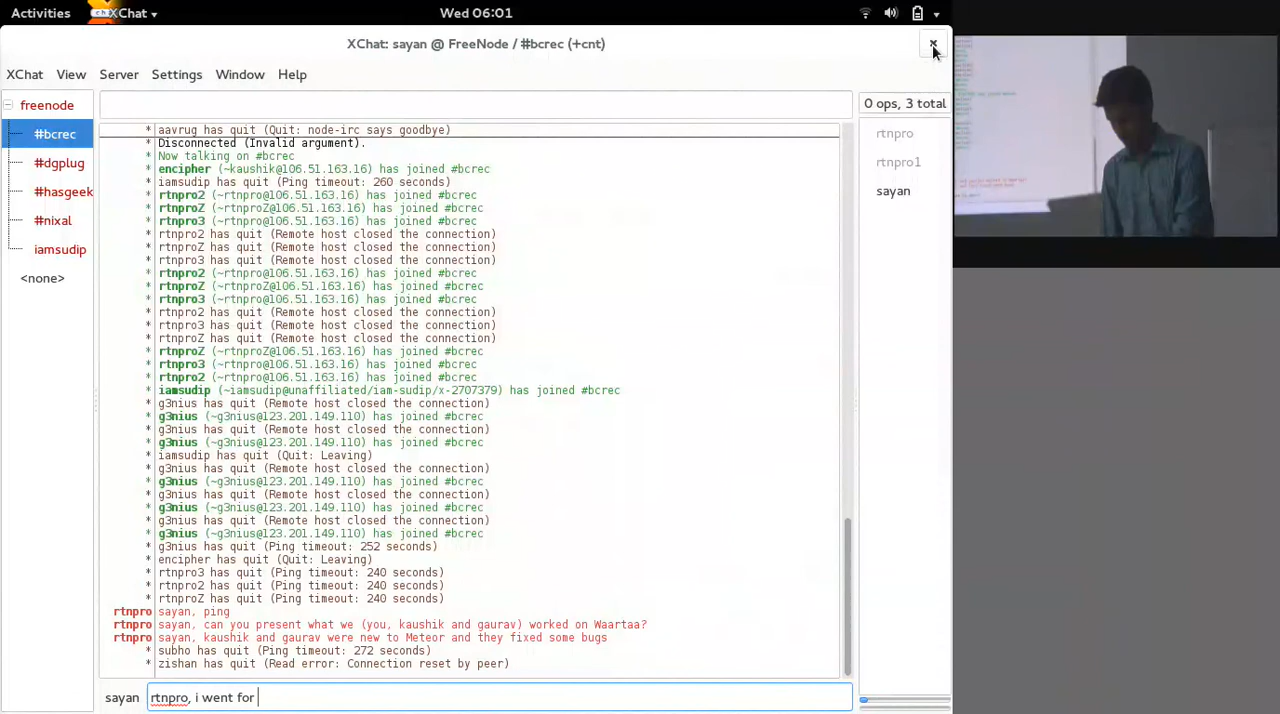 Activities XChat Wed 06:01
XChat: sayan @ FreeNode / #bcrec (+cnt)
XChat View Server Settings Window Help
freenode
#bcrec
#dgplug
#hasgeek
#nixal
iamsudip
<none>
* aavrug has quit (Quit: node-irc says goodbye)
* Disconnected (Invalid argument).
* Now talking on #bcrec
* encipher (~kaushik@106.51.163.16) has joined #bcrec
* iamsudip has quit (Ping timeout: 260 seconds)
* rtnpro2 (~rtnpro@106.51.163.16) has joined #bcrec
* rtnproZ (~rtnpro@106.51.163.16) has joined #bcrec
* rtnpro3 (~rtnpro@106.51.163.16) has joined #bcrec
* rtnpro2 has quit (Remote host closed the connection)
* rtnproZ has quit (Remote host closed the connection)
* rtnpro3 has quit (Remote host closed the connection)
* rtnpro2 (~rtnpro@106.51.163.16) has joined #bcrec
* rtnproZ (~rtnpro@106.51.163.16) has joined #bcrec
* rtnpro3 (~rtnpro@106.51.163.16) has joined #bcrec
* rtnpro2 has quit (Remote host closed the connection)
* rtnpro3 has quit (Remote host closed the connection)
* rtnproZ has quit (Remote host closed the connection)
* rtnproZ (~rtnproZ@106.51.163.16) has joined #bcrec
* rtnpro3 (~rtnpro@106.51.163.16) has joined #bcrec
* rtnpro2 (~rtnpro@106.51.163.16) has joined #bcrec
* iamsudip (~iamsudip@unaffiliated/iam-sudip/x-2707379) has joined #bcrec
* g3nius has quit (Remote host closed the connection)
* g3nius (~g3nius@123.201.149.110) has joined #bcrec
* g3nius (~g3nius@123.201.149.110) has joined #bcrec
* g3nius (~g3nius@123.201.149.110) has joined #bcrec
* iamsudip has quit (Quit: Leaving)
* g3nius has quit (Remote host closed the connection)
* g3nius (~g3nius@123.201.149.110) has joined #bcrec
* g3nius has quit (Remote host closed the connection)
* g3nius (~g3nius@123.201.149.110) has joined #bcrec
* g3nius has quit (Remote host closed the connection)
* g3nius (~g3nius@123.201.149.110) has joined #bcrec
* g3nius has quit (Ping timeout: 252 seconds)
* encipher has quit (Quit: Leaving)
* rtnpro3 has quit (Ping timeout: 240 seconds)
* rtnpro2 has quit (Ping timeout: 240 seconds)
* rtnproZ has quit (Ping timeout: 240 seconds)
rtnpro sayan, ping
rtnpro sayan, can you present what we (you, kaushik and gaurav) worked on Waartaa?
rtnpro sayan, kaushik and gaurav were new to Meteor and they fixed some bugs
* subho has quit (Ping timeout: 272 seconds)
* zishan has quit (Read error: Connection reset by peer)
sayan rtnpro, i went for
0 ops, 3 total
rtnpro
rtnpro1
sayan